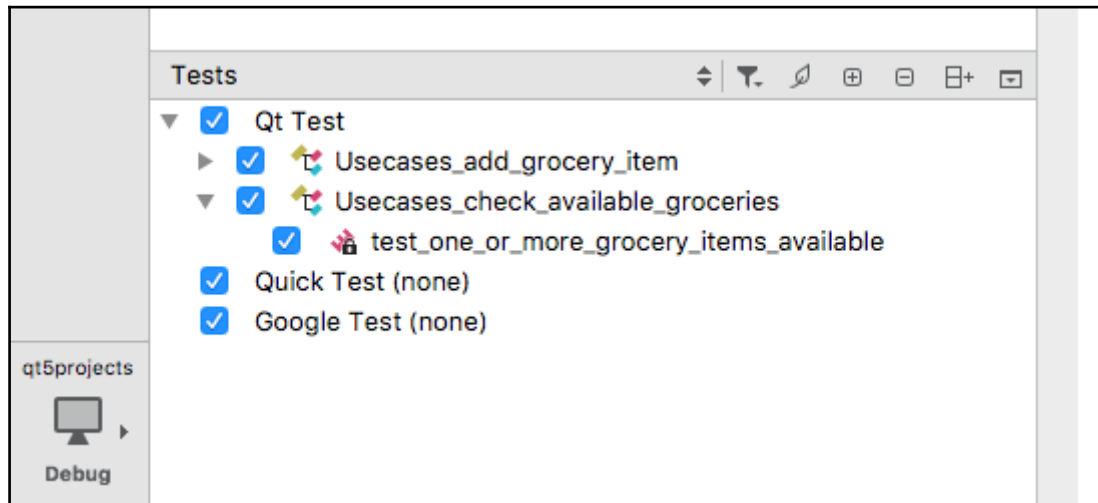 Tests
Qt Test
Usecases_add_grocery_item
Usecases_check_available_groceries
test_one_or_more_grocery_items_available
Quick Test (none)
Google Test (none)
qt5projects
Debug